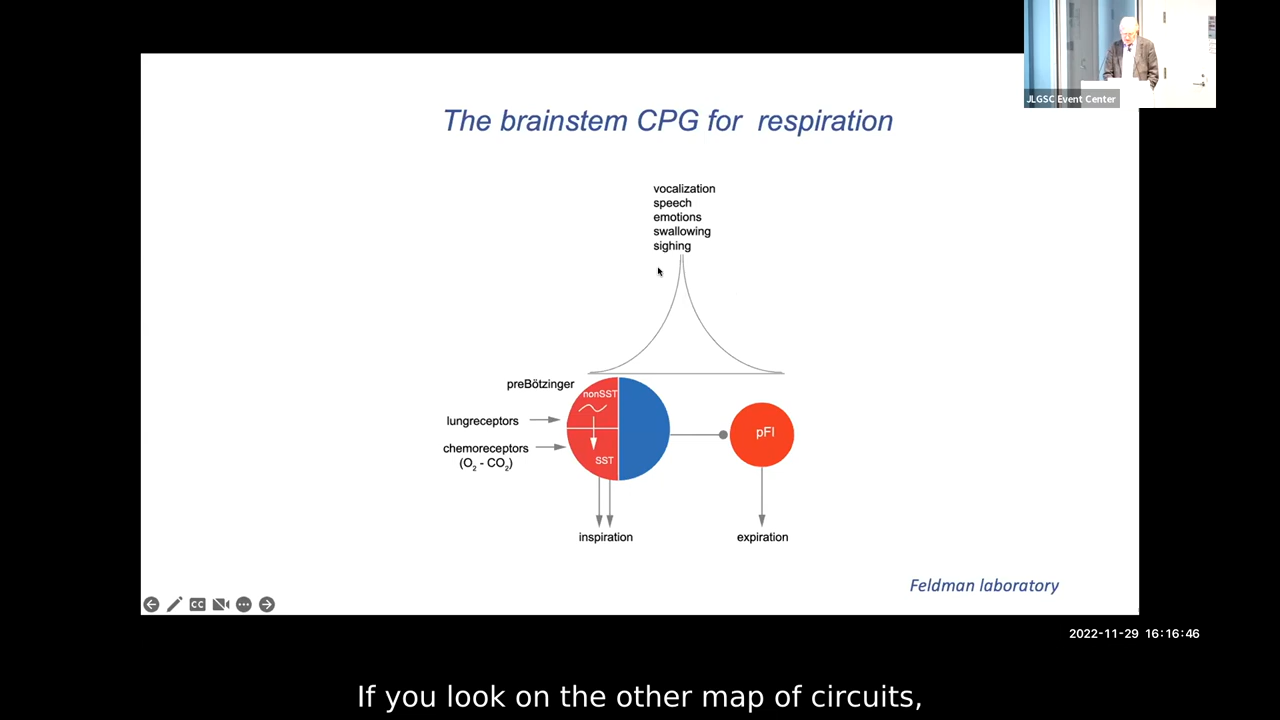 JLGSC Event Center
The brainstem CPG for respiration
vocalization
speech
emotions
swallowing
sighing
preBötzinger
nonSST
lungreceptors
chemoreceptors
(O2 - CO2)
SST
pFl
inspiration
expiration
Feldman laboratory
CC
2022-11-29 16:16:46
If you look on the other map of circuits,